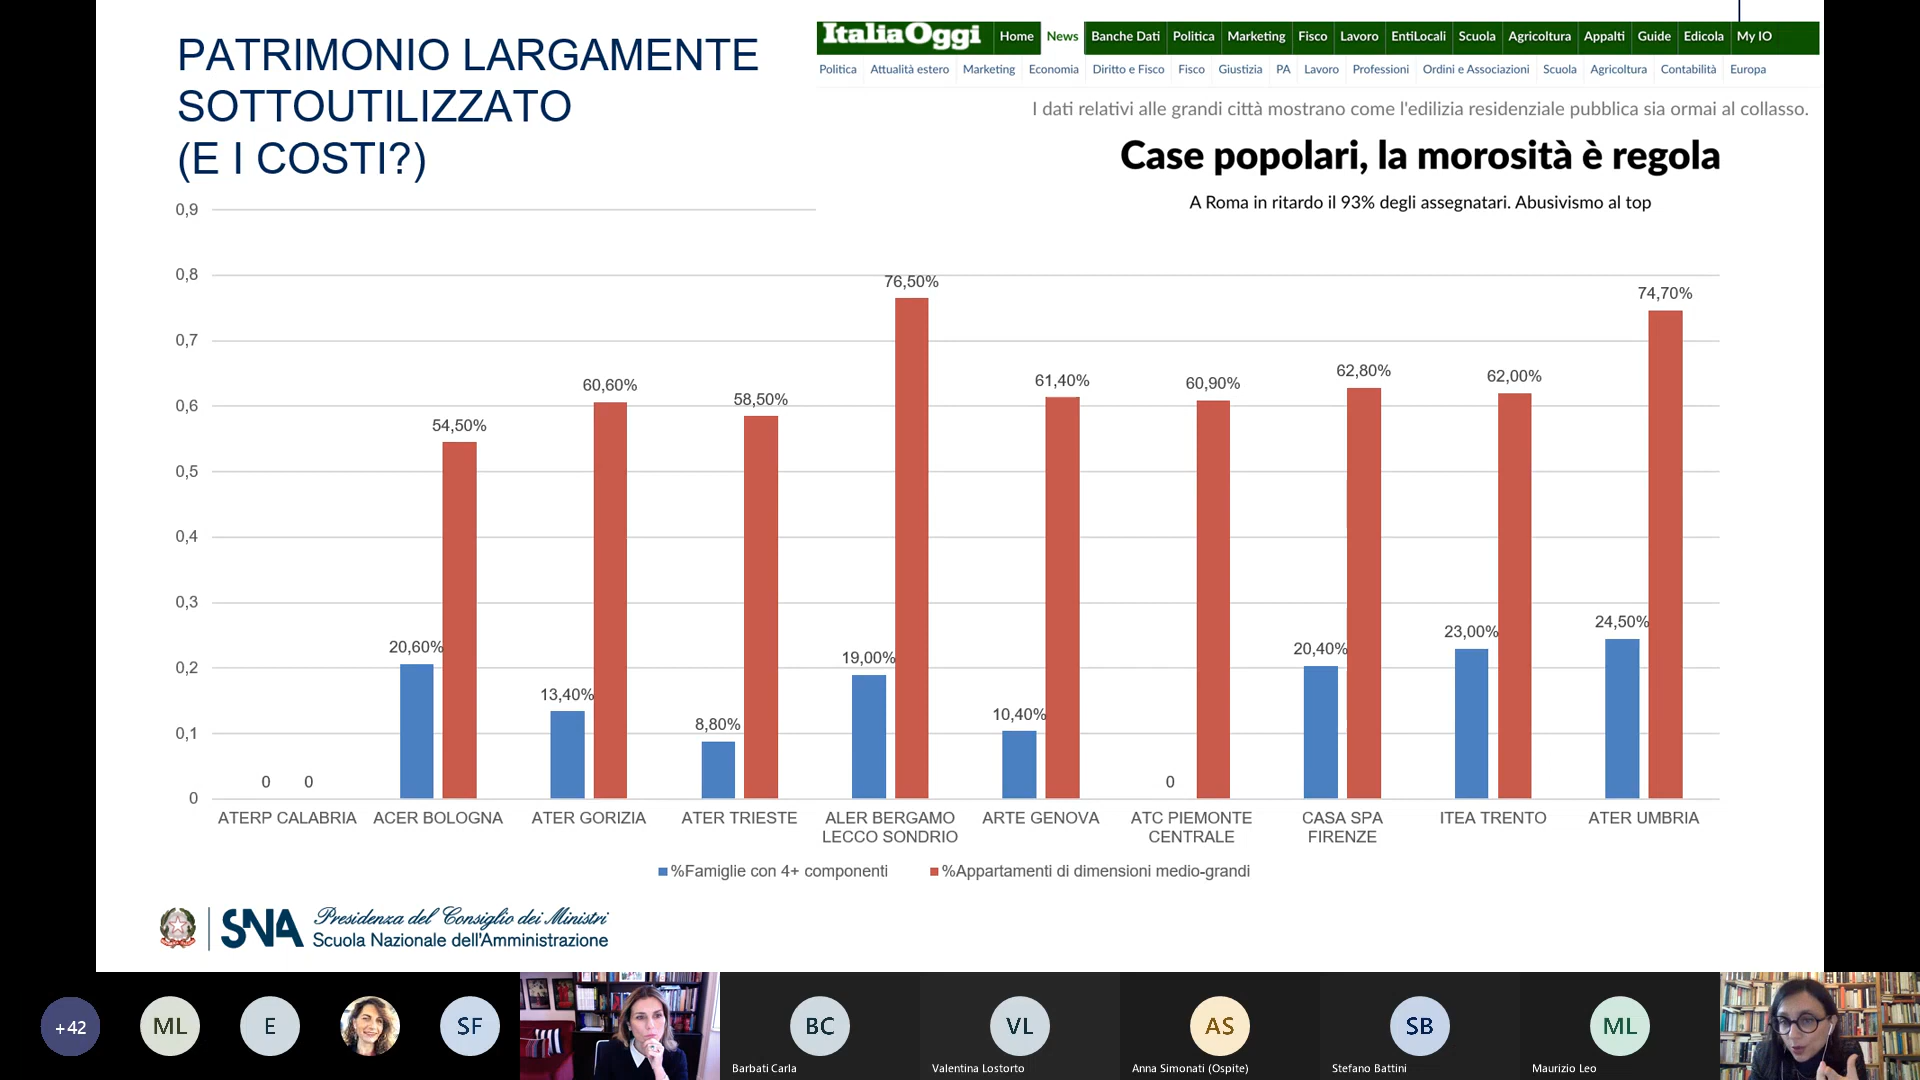 PATRIMONIO LARGAMENTE
SOTTOUTILIZZATO
(E I COSTI?)
ItaliaOggi Home News Banche Dati Politica Marketing Fisco Lavoro EntiLocali Scuola Agricoltura Appalti Guide Edicola My IO
Politica Attualità estero Marketing Economia Diritto e Fisco Fisco Giustizia PA Lavoro Professioni Ordini e Associazioni Scuola Agricoltura Contabilità Europa
I dati relativi alle grandi città mostrano come l'edilizia residenziale pubblica sia ormai al collasso.
Case popolari, la morosità è regola
A Roma in ritardo il 93% degli assegnatari. Abusivismo al top
0,9
0,8
0,7
0,6
0,5
0,4
0,3
0,2
0,1
0
0 0
20,60% 54,50%
13,40% 60,60%
8,80% 58,50%
19,00% 76,50%
10,40% 61,40%
0 60,90%
20,40% 62,80%
23,00% 62,00%
24,50% 74,70%
ATERP CALABRIA
ACER BOLOGNA
ATER GORIZIA
ATER TRIESTE
ALER BERGAMO
LECCO SONDRIO
ARTE GENOVA
ATC PIEMONTE
CENTRALE
CASA SPA
FIRENZE
ITEA TRENTO
ATER UMBRIA
%Famiglie con 4+ componenti
%Appartamenti di dimensioni medio-grandi
SNA
Presidenza del Consiglio dei Ministri
Scuola Nazionale dell'Amministrazione
+42
ML
E
SF
BC
Barbati Carla
VL
Valentina Lostorto
AS
Anna Simonati (Ospite)
SB
Stefano Battini
ML
Maurizio Leo